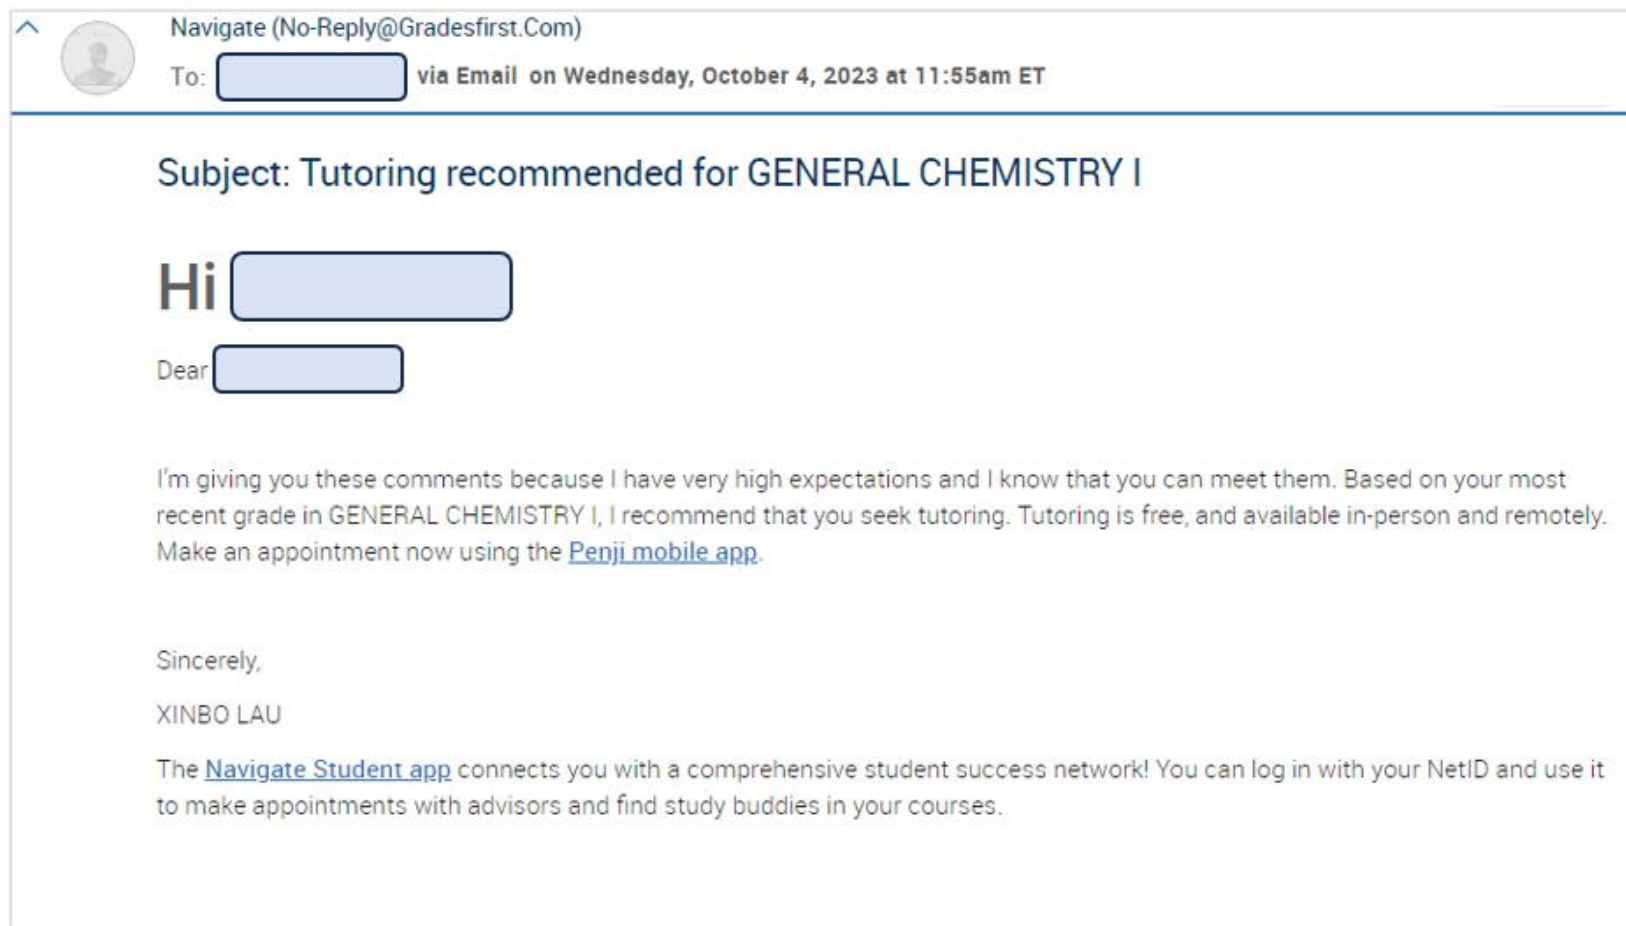 Navigate (No-Reply@Gradesfirst.Com)
To: via Email on Wednesday, October 4, 2023 at 11:55am ET
Subject: Tutoring recommended for GENERAL CHEMISTRY I
Hi
Dear
I'm giving you these comments because I have very high expectations and I know that you can meet them. Based on your most
recent grade in GENERAL CHEMISTRY I, I recommend that you seek tutoring. Tutoring is free, and available in-person and remotely.
Make an appointment now using the Penji mobile app.
Sincerely,
XINBO LAU
The Navigate Student app connects you with a comprehensive student success network! You can log in with your NetID and use it
to make appointments with advisors and find study buddies in your courses.